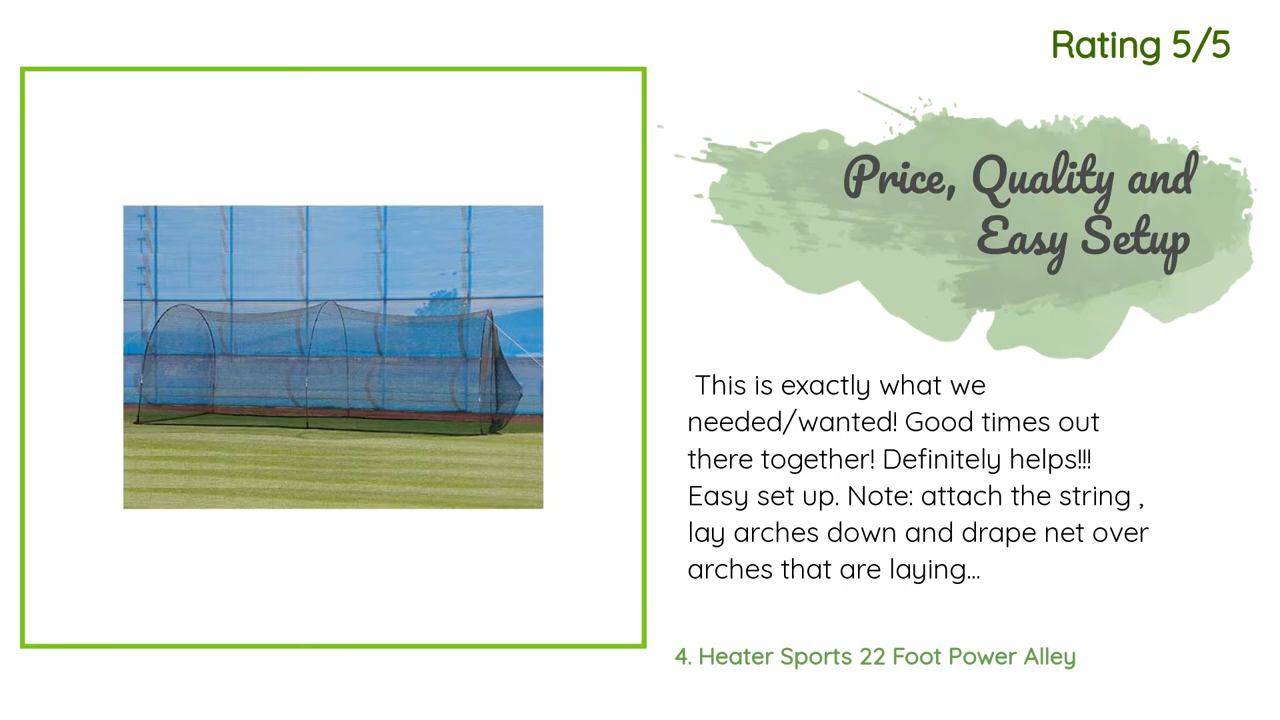 Rating 5/5
Price, Quality and
Easy Setup
This is exactly what we
needed/wanted! Good times out
there together! Definitely helps!!!
Easy set up. Note: attach the string ,
lay arches down and drape net over
arches that are laying...
4. Heater Sports 22 Foot Power Alley